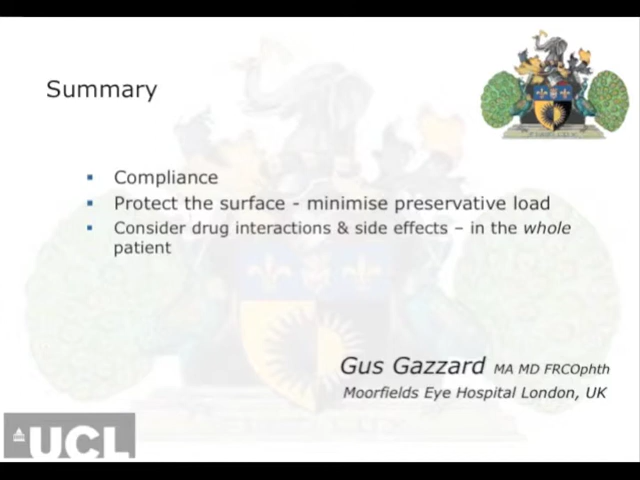 Summary
Compliance
Protect the surface - minimise preservative load
Consider drug interactions & side effects – in the whole
patient
Gus Gazzard MA MD FRCOphth
Moorfields Eye Hospital London, UK
UCL